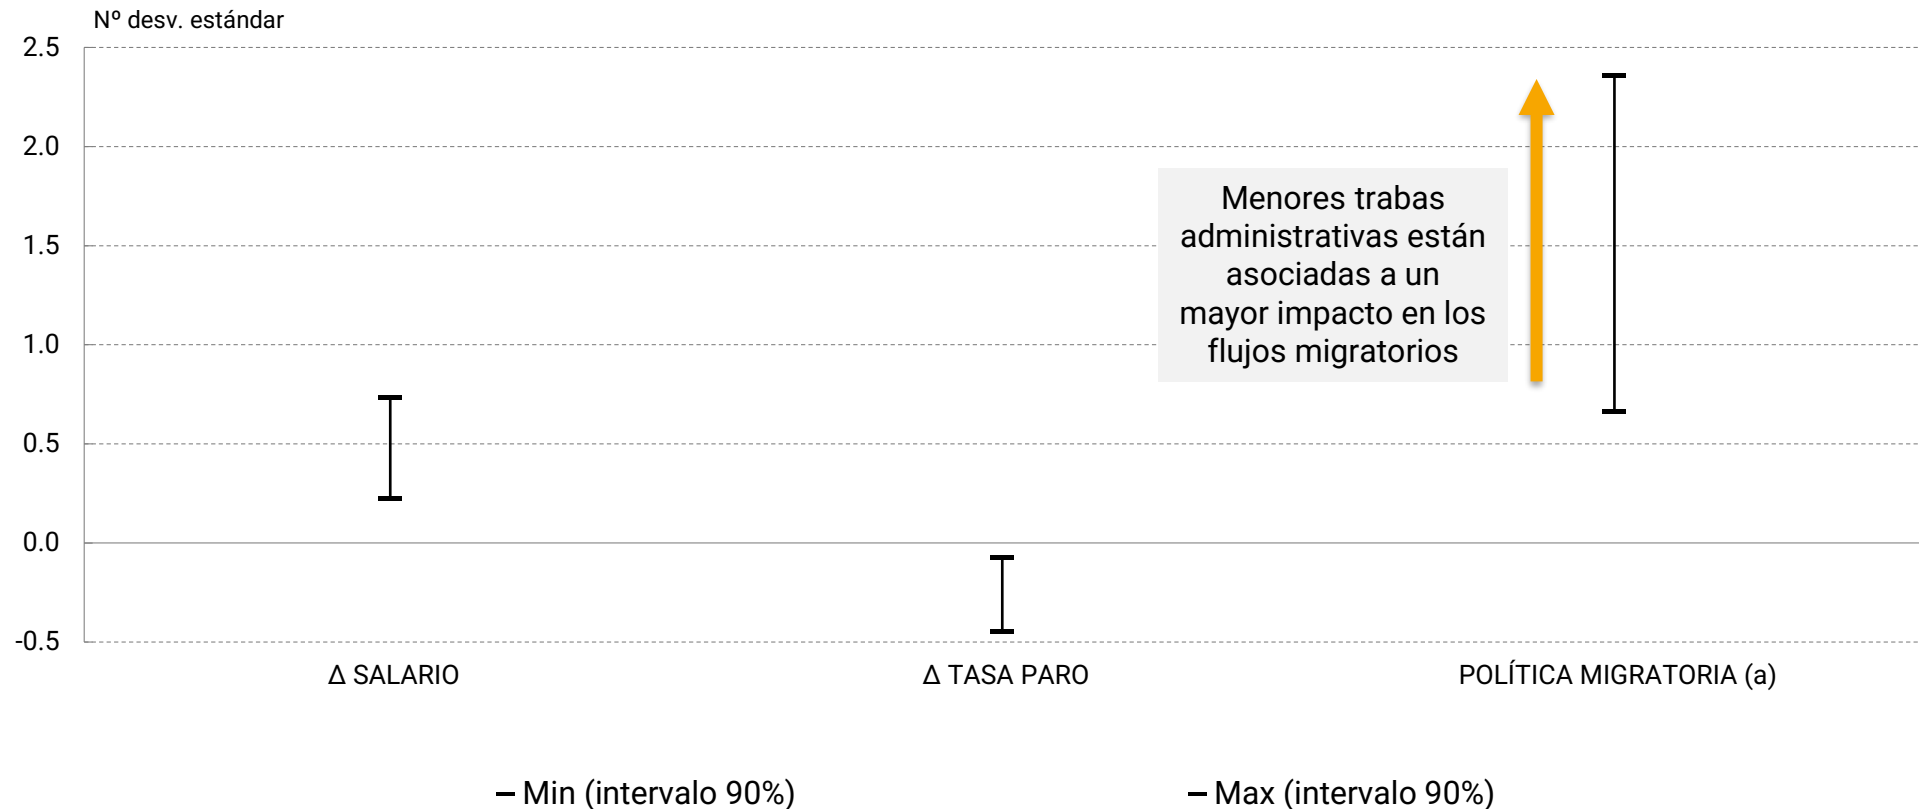 Nº desv. estándar
2.5
2.0
1.5
1.0
0.5
0.0
-0.5
Menores trabas
administrativas están
asociadas a un
mayor impacto en los
flujos migratorios
Δ SALARIO
Δ TASA PARO
POLÍTICA MIGRATORIA (a)
Min (intervalo 90%)
Max (intervalo 90%)